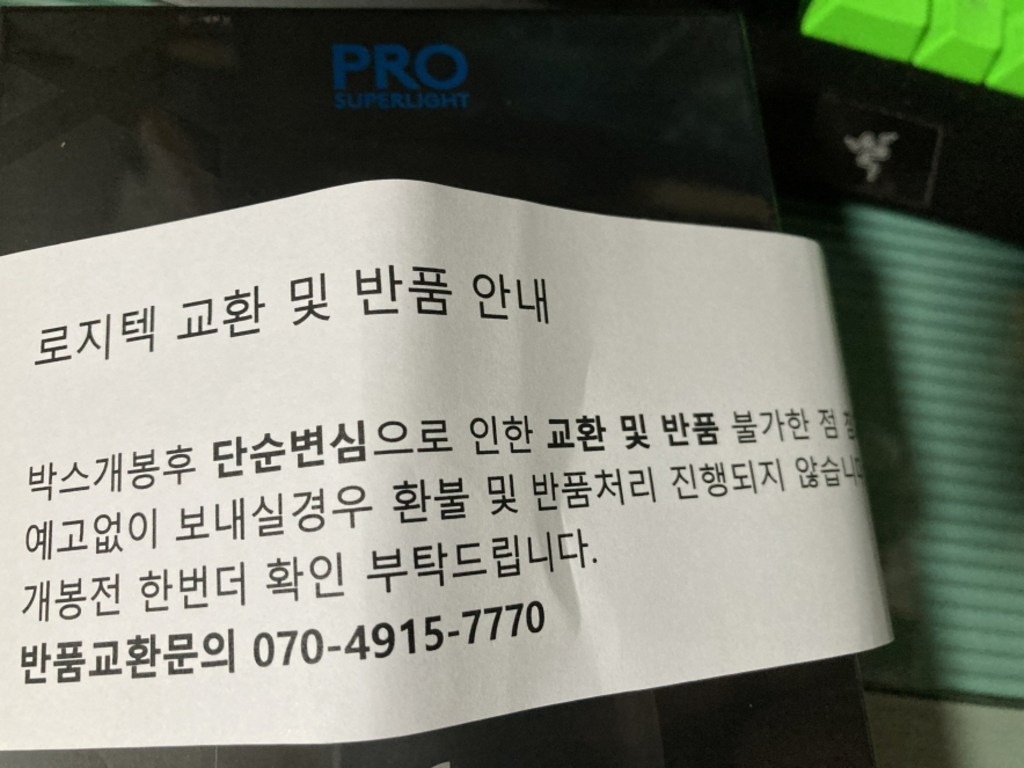 PRO
SUPERLIGHT
로지텍 교환 및 반품 안내
박스개봉후 단순변심으로 인한 교환 및 반품 불가한 점
예고없이 보내실경우 환불 및 반품처리 진행되지 않습니
개봉전 한번더 확인 부탁드립니다.
반품교환문의 070-4915-7770